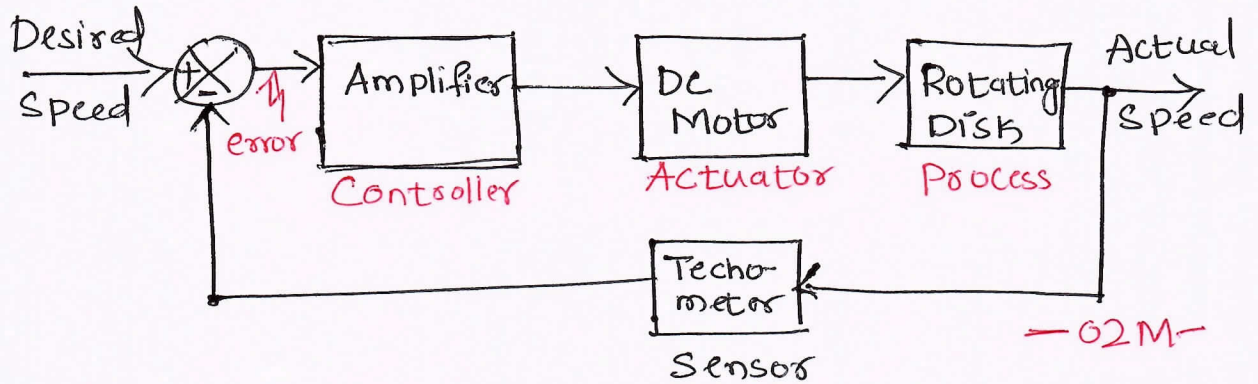 Desired
Speed
+
-
error
Amplifier
Controller
DC
Motor
Actuator
Rotating
Disk
Process
Actual
Speed
Techo-
meter
Sensor
-02M-